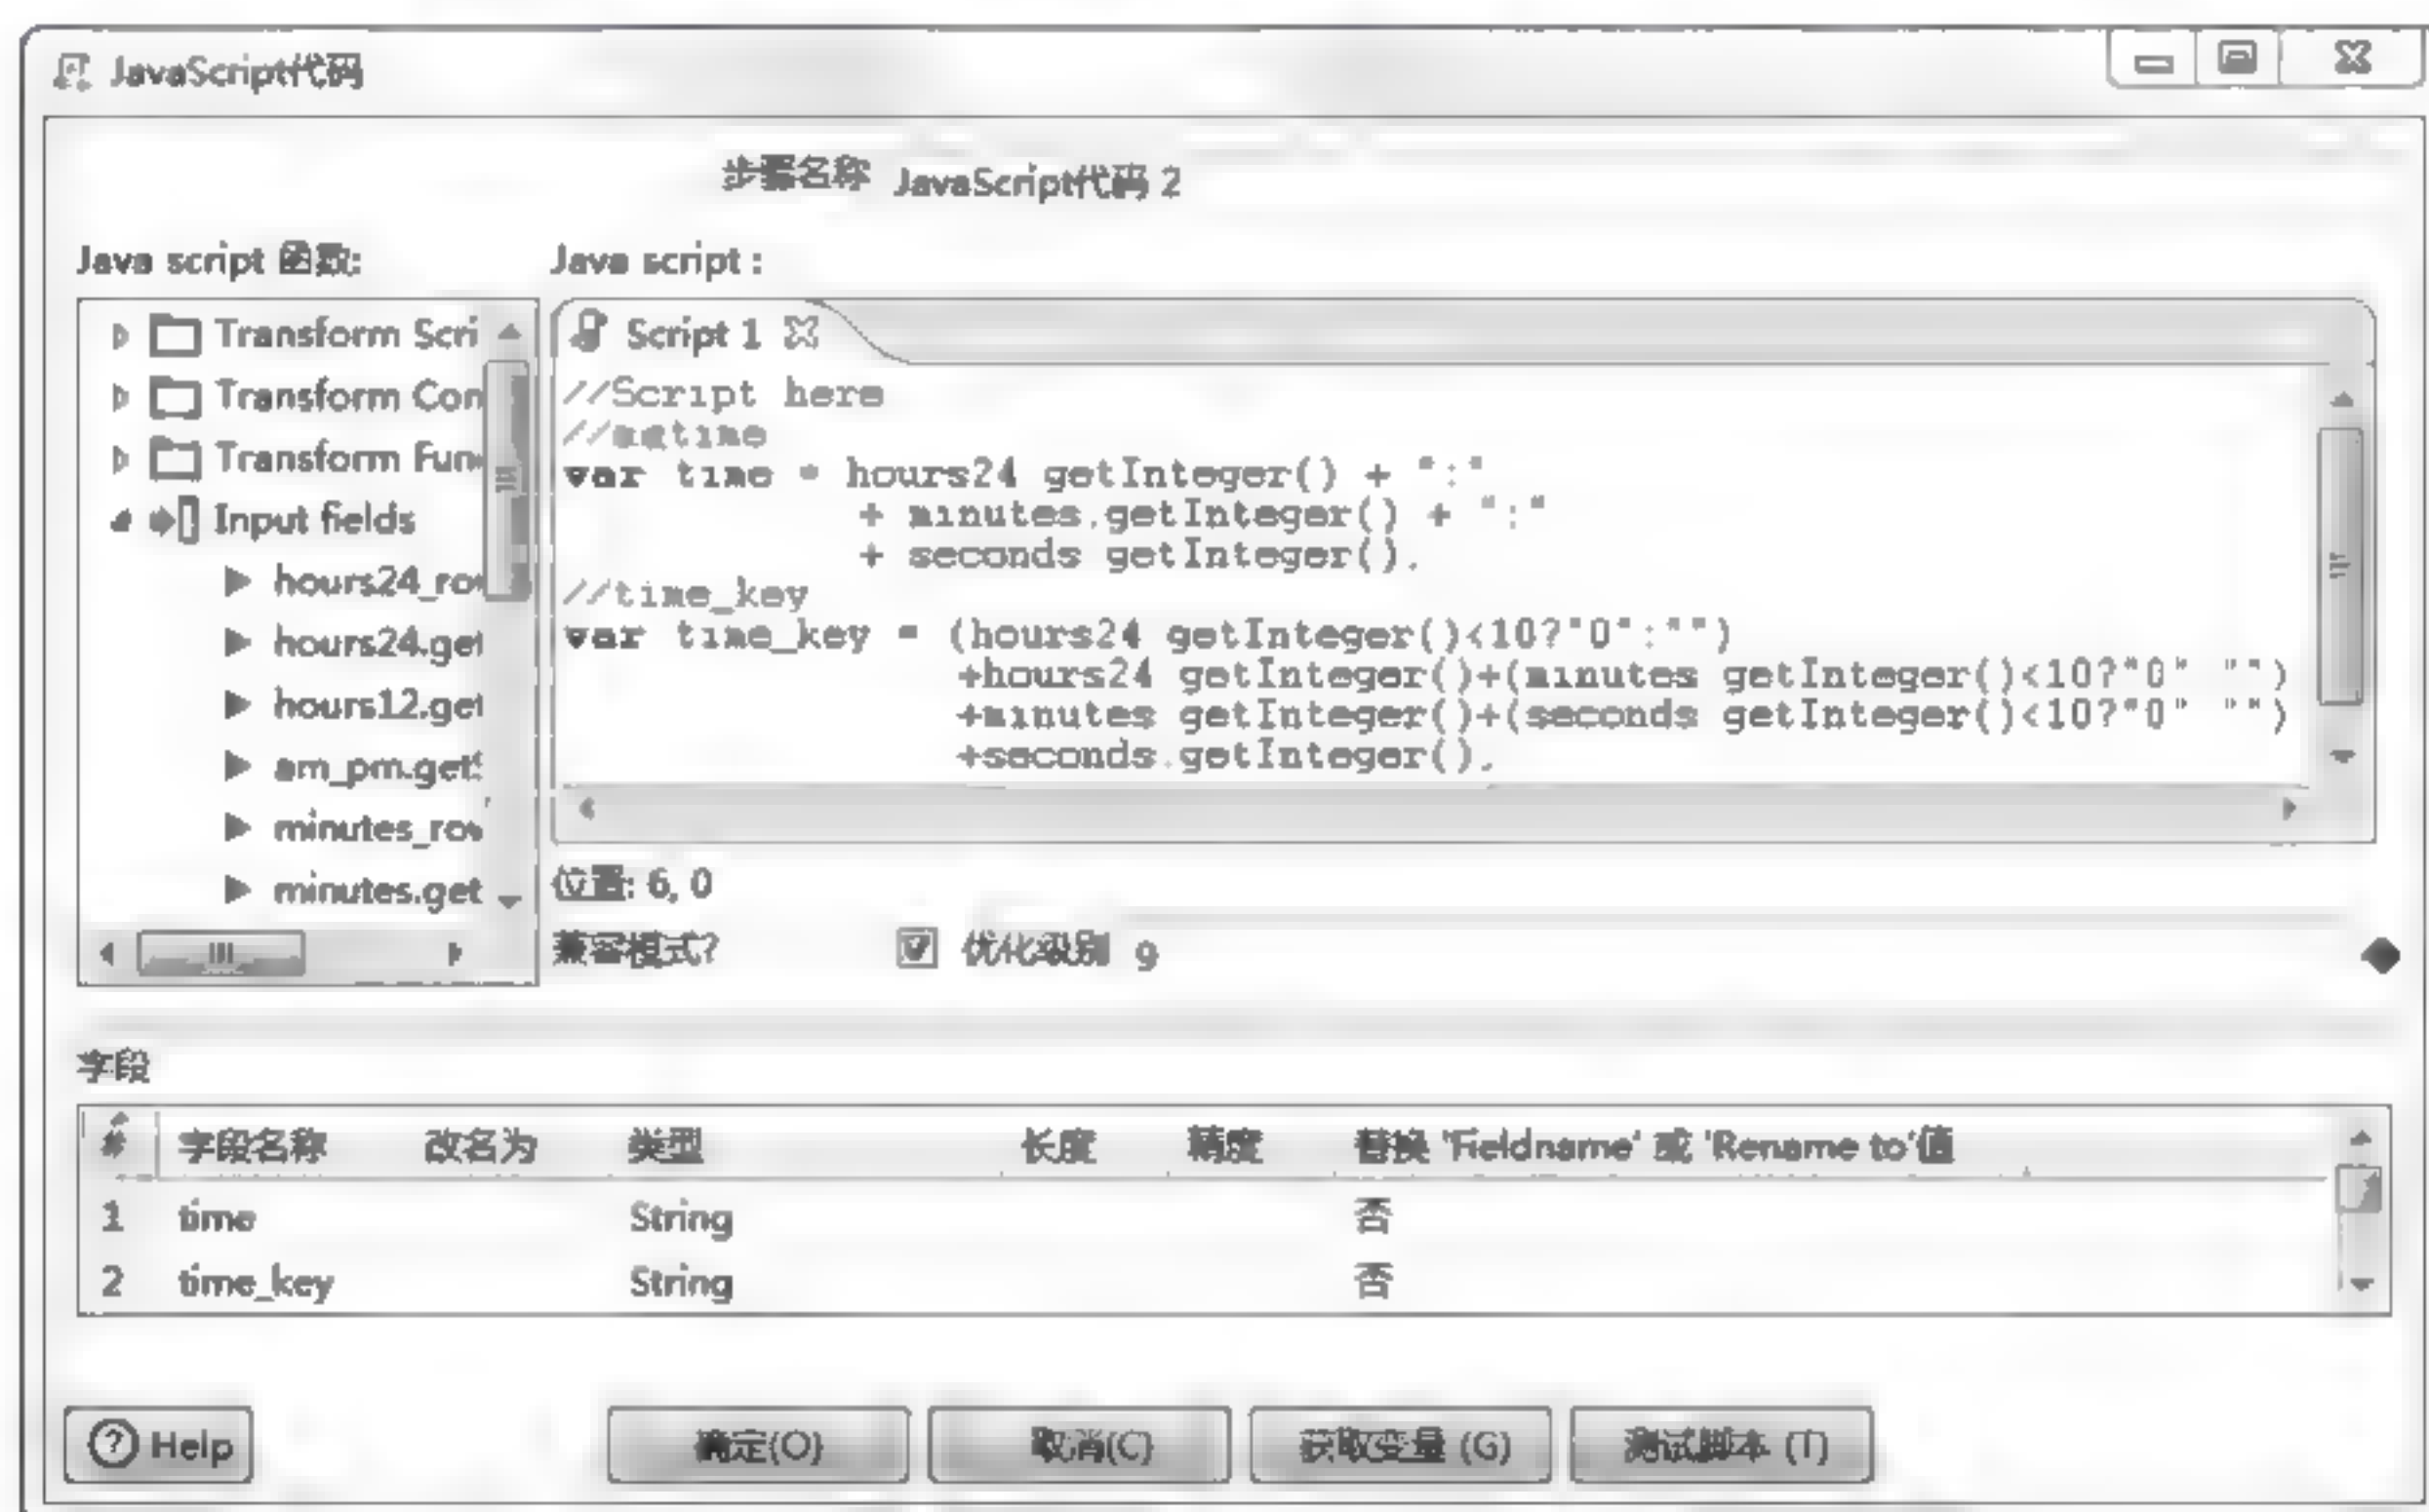 JavaScript代码
步骤名称 JavaScript代码 2
Java script 函数:
Java script :
Transform Scri
Transform Con
Transform Fun
Input fields
hours24_rov
hours24.get
hours12.get
am_pm.getS
minutes_rov
minutes.get
Script 1
//Script here
var time = hours24 getInteger() + ":"
+ minutes.getInteger() + ":"
+ seconds getInteger(),
//time_key
var time_key = (hours24 getInteger()<10?"0":"")
+hours24 getInteger()+(minutes getInteger()<10?"0" "")
+minutes getInteger()+(seconds getInteger()<10?"0" "")
+seconds.getInteger(),
位置: 6, 0
兼容模式? 优化级别 9
字段
# 字段名称 改名为 类型 长度 精度 替换 'Fieldname' 或 'Rename to'值
1 time String 否
2 time_key String 否
Help 确定(O) 取消(C) 获取变量 (G) 测试脚本 (T)